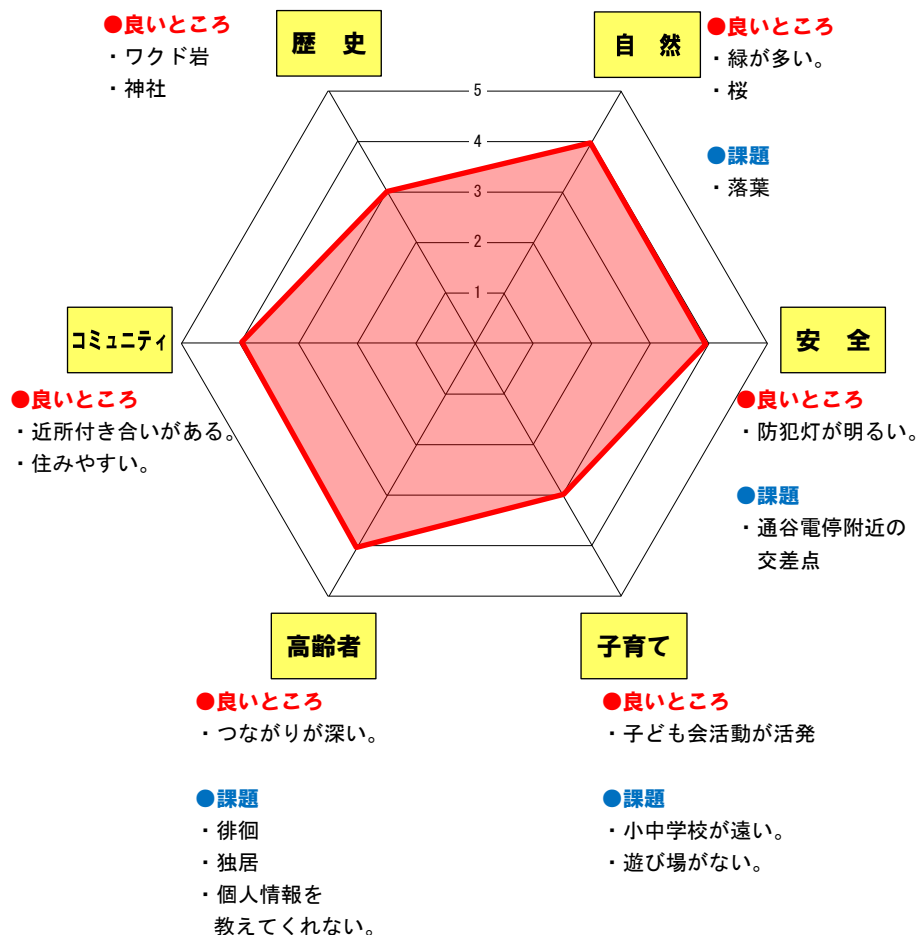 ●良いところ
・ワクド岩
・神社
歴　史
自　然
●良いところ
・緑が多い。
・桜
●課題
・落葉
5
4
3
2
1
コミュニティ
●良いところ
・近所付き合いがある。
・住みやすい。
安　全
●良いところ
・防犯灯が明るい。
●課題
・通谷電停附近の
交差点
高齢者
●良いところ
・つながりが深い。
●課題
・徘徊
・独居
・個人情報を
教えてくれない。
子育て
●良いところ
・子ども会活動が活発
●課題
・小中学校が遠い。
・遊び場がない。